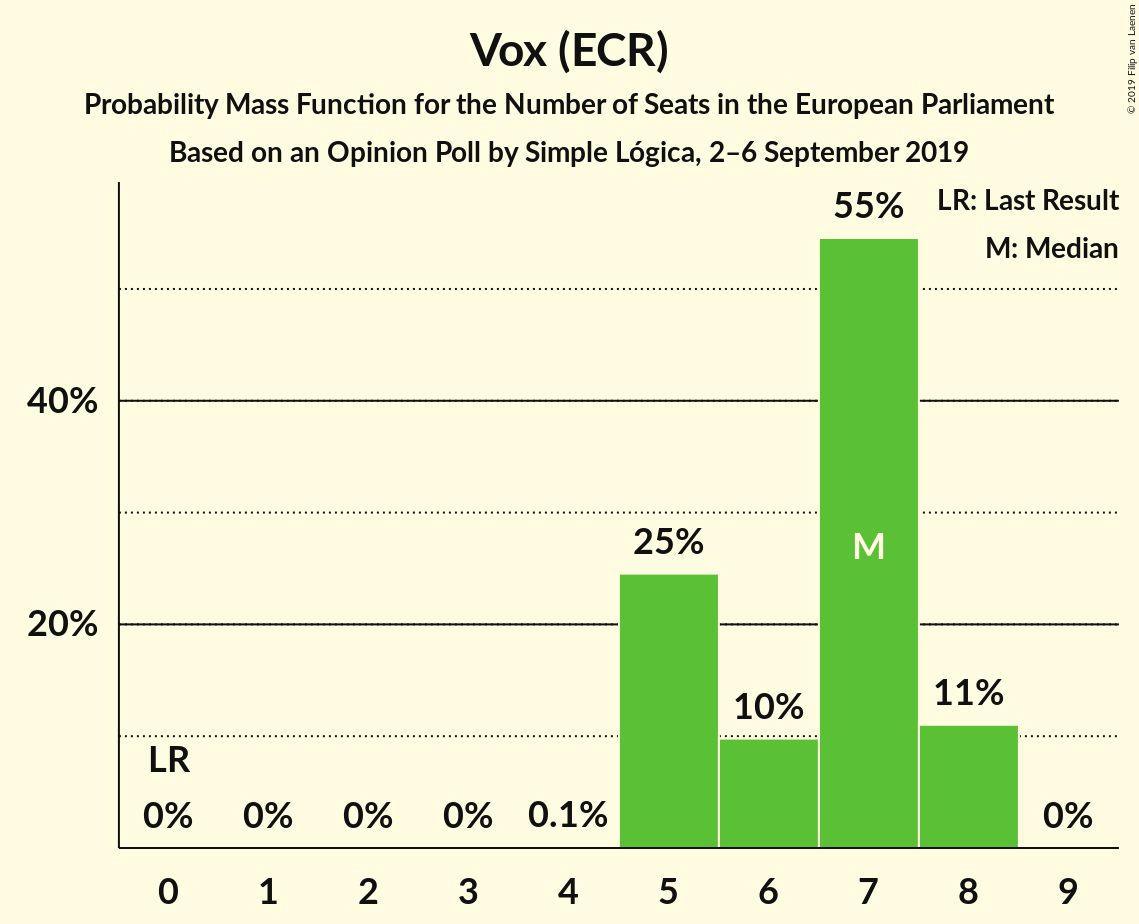 Vox (ECR)
Probability Mass Function for the Number of Seats in the European Parliament
Based on an Opinion Poll by Simple Lógica, 2–6 September 2019
© 2019 Filip van Laenen
LR: Last Result
M: Median
55%
40%
M
25%
20%
11%
10%
LR
0% 0% 0% 0% 0.1% 0%
0 1 2 3 4 5 6 7 8 9